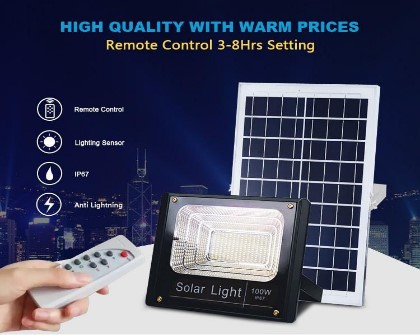 HIGH QUALITY WITH WARM PRICES
Remote Control 3-8Hrs Setting
Remote Control
Lighting Sensor
IP67
Anti Lightning
Solar Light
100W
IP67